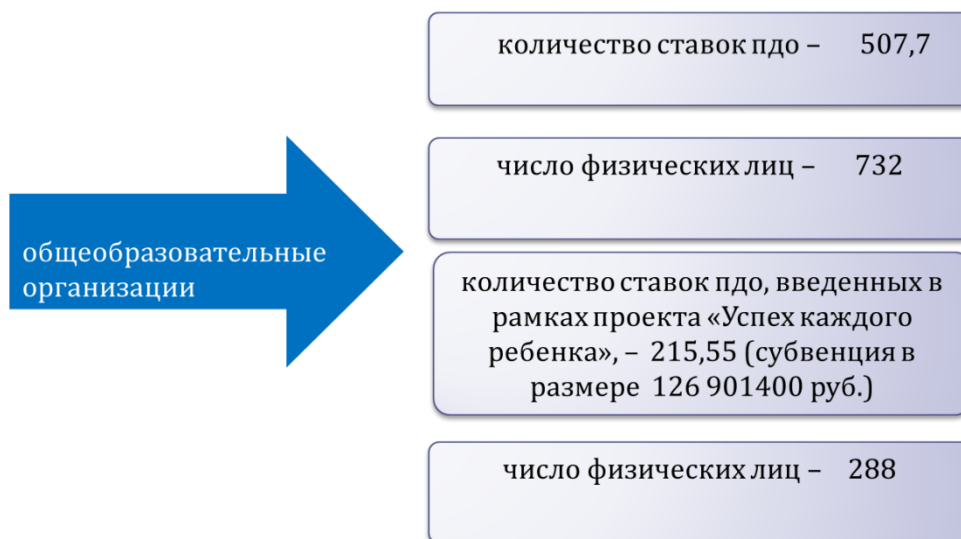 общеобразовательные
организации
количество ставок пдо – 507,7
число физических лиц – 732
количество ставок пдо, введенных в
рамках проекта «Успех каждого
ребенка», – 215,55 (субвенция в
размере 126 901400 руб.)
число физических лиц – 288